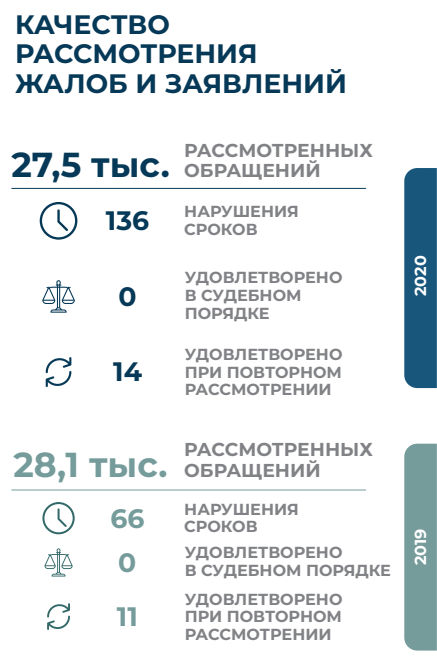 КАЧЕСТВО
РАССМОТРЕНИЯ
ЖАЛОБ И ЗАЯВЛЕНИЙ
27,5 тыс.
РАССМОТРЕННЫХ
ОБРАЩЕНИЙ
136
НАРУШЕНИЯ
СРОКОВ
0
УДОВЛЕТВОРЕНО
В СУДЕБНОМ
ПОРЯДКЕ
14
УДОВЛЕТВОРЕНО
ПРИ ПОВТОРНОМ
РАССМОТРЕНИИ
2020
28,1 тыс.
РАССМОТРЕННЫХ
ОБРАЩЕНИЙ
66
НАРУШЕНИЯ
СРОКОВ
0
УДОВЛЕТВОРЕНО
В СУДЕБНОМ ПОРЯДКЕ
11
УДОВЛЕТВОРЕНО
ПРИ ПОВТОРНОМ
РАССМОТРЕНИИ
2019